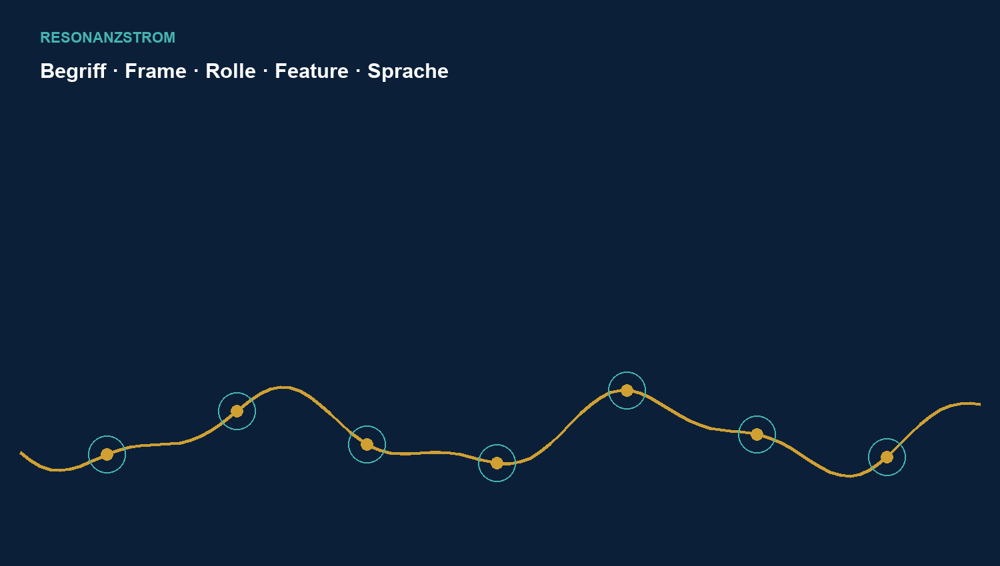 RESONANZSTROM
Begriff · Frame · Rolle · Feature · Sprache